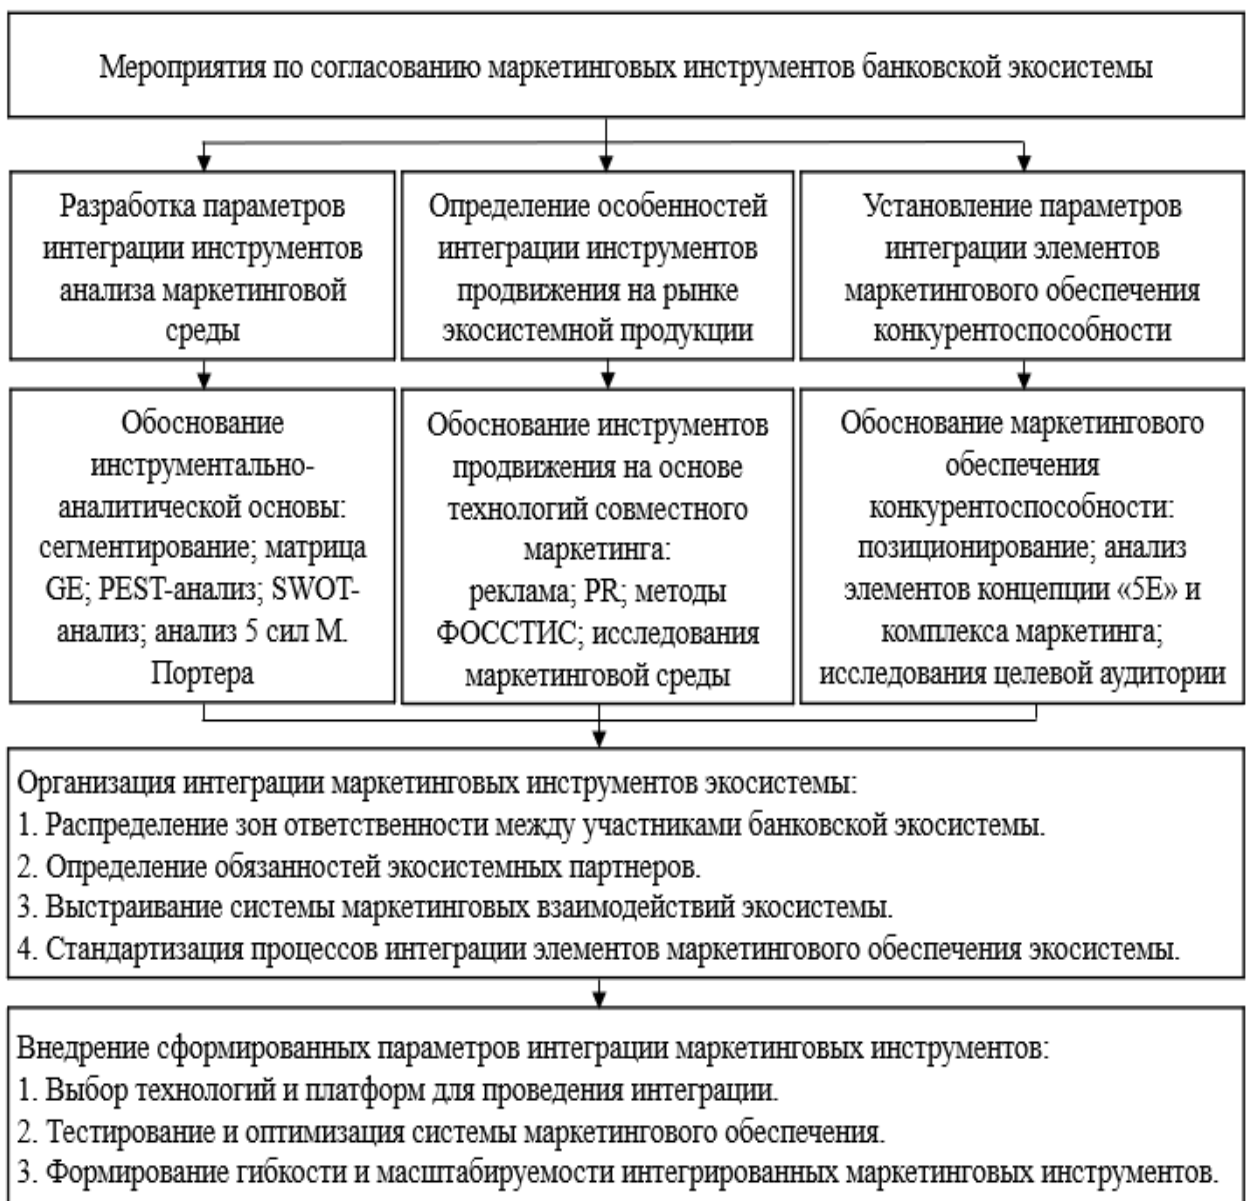 Мероприятия по согласованию маркетинговых инструментов банковской экосистемы
Разработка параметров
интеграции инструментов
анализа маркетинговой
среды
Определение особенностей
интеграции инструментов
продвижения на рынке
экосистемной продукции
Установление параметров
интеграции элементов
маркетингового обеспечения
конкурентоспособности
Обоснование
инструментально-
аналитической основы:
сегментирование; матрица
GE; PEST-анализ; SWOT-
анализ; анализ 5 сил М.
Портера
Обоснование инструментов
продвижения на основе
технологий совместного
маркетинга:
реклама; PR; методы
ФОССТИС; исследования
маркетинговой среды
Обоснование маркетингового
обеспечения
конкурентоспособности:
позиционирование; анализ
элементов концепции «5Е» и
комплекса маркетинга;
исследования целевой аудитории
Организация интеграции маркетинговых инструментов экосистемы:
1. Распределение зон ответственности между участниками банковской экосистемы.
2. Определение обязанностей экосистемных партнеров.
3. Выстраивание системы маркетинговых взаимодействий экосистемы.
4. Стандартизация процессов интеграции элементов маркетингового обеспечения экосистемы.
Внедрение сформированных параметров интеграции маркетинговых инструментов:
1. Выбор технологий и платформ для проведения интеграции.
2. Тестирование и оптимизация системы маркетингового обеспечения.
3. Формирование гибкости и масштабируемости интегрированных маркетинговых инструментов.